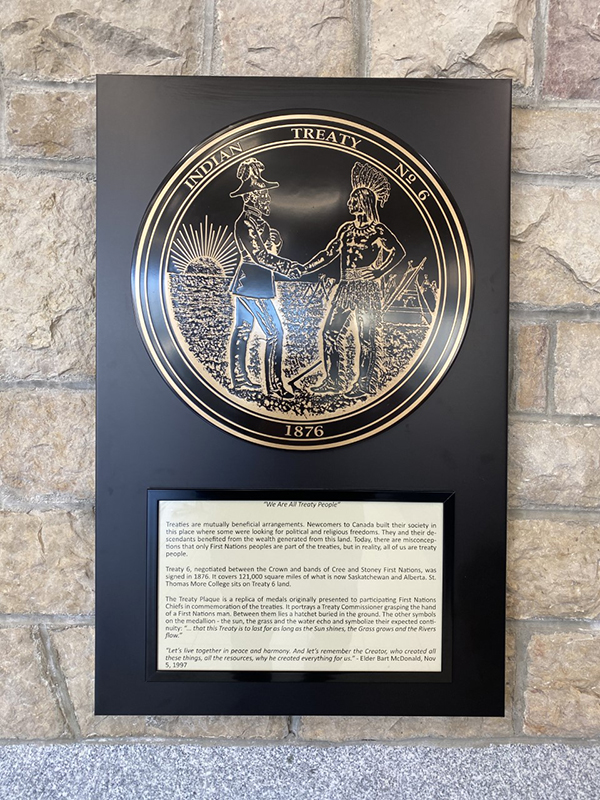 INDIAN TREATY No 6
1876
"We Are All Treaty People"
Treaties are mutually beneficial arrangements. Newcomers to Canada built their society in
this place where some were looking for political and religious freedoms. They and their de-
scendants benefited from the wealth generated from this land. Today, there are misconcep-
tions that only First Nations peoples are part of the treaties, but in reality, all of us are treaty
people.
Treaty 6, negotiated between the Crown and bands of Cree and Stoney First Nations, was
signed in 1876. It covers 121,000 square miles of what is now Saskatchewan and Alberta. St.
Thomas More College sits on Treaty 6 land.
The Treaty Plaque is a replica of medals originally presented to participating First Nations
Chiefs in commemoration of the treaties. It portrays a Treaty Commissioner grasping the hand
of a First Nations man. Between them lies a hatchet buried in the ground. The other symbols
on the medallion - the sun, the grass and the water echo and symbolize their expected conti-
nuity: "... that this Treaty is to last for as long as the Sun shines, the Grass grows and the Rivers
flow."
"Let's live together in peace and harmony. And let's remember the Creator, who created all
these things, all the resources, why he created everything for us." - Elder Bart McDonald, Nov
5, 1997